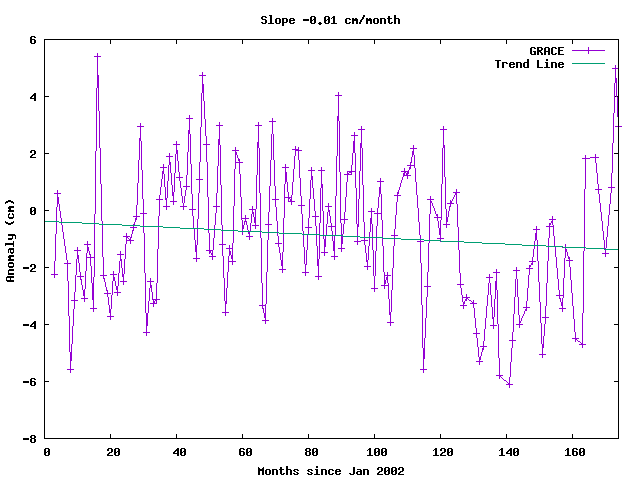 Slope -0.01 cm/month
GRACE
Trend Line
6
4
2
0
-2
-4
-6
-8
Anomaly (cm)
0 20 40 60 80 100 120 140 160
Months since Jan 2002